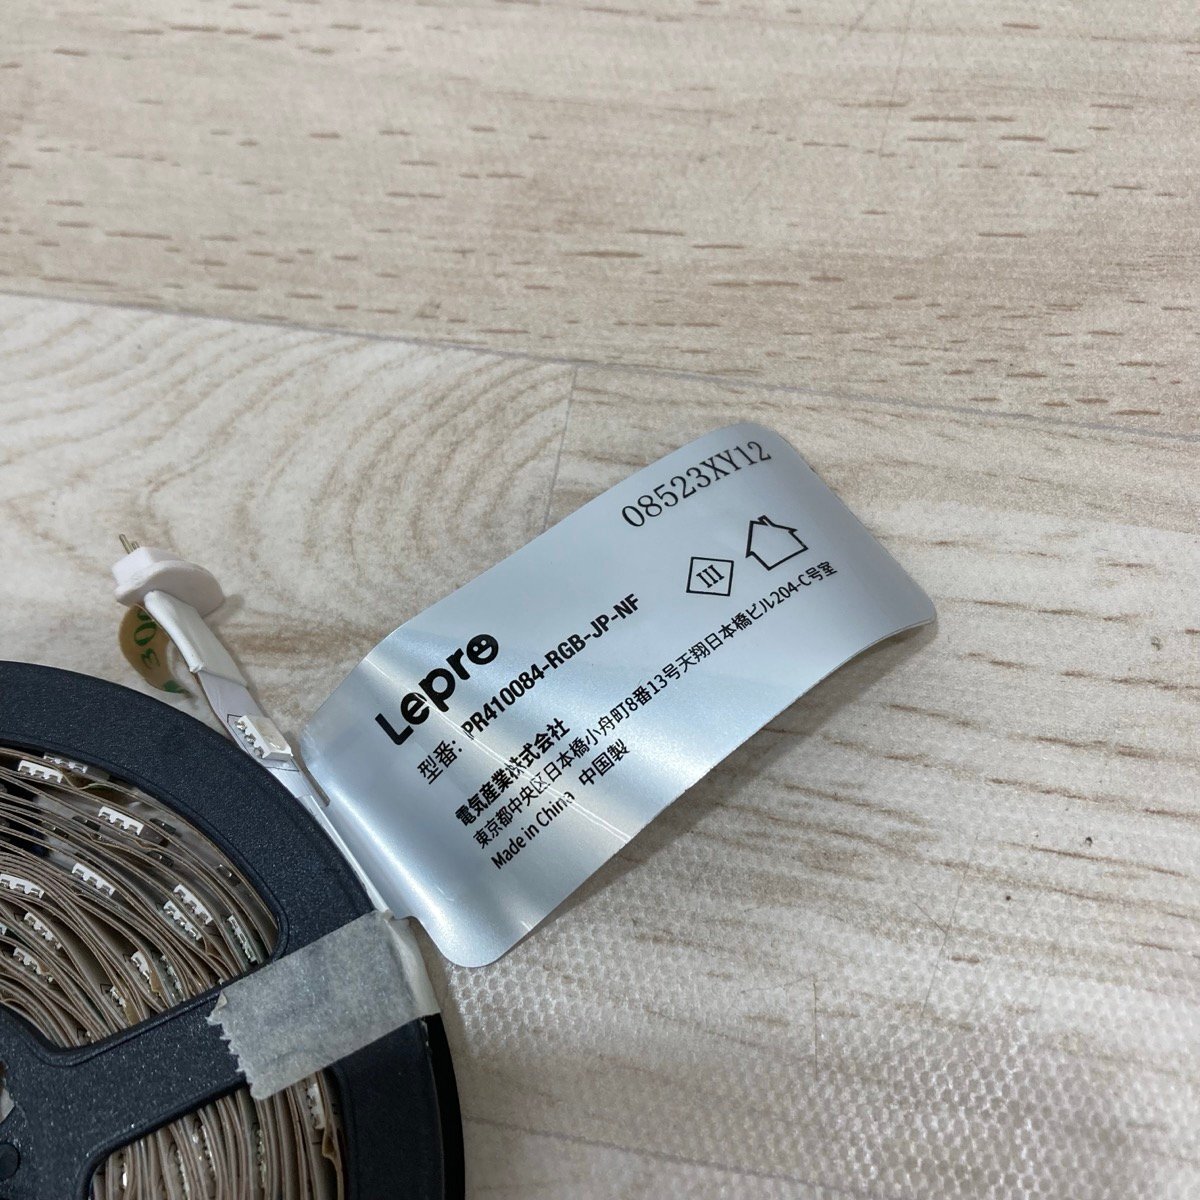 08523XY12
III
Lepro
型番: PR410084-RGB-JP-NF
電気産業株式会社
東京都中央区日本橋小舟町8番13号天翔日本橋ビル204-C号室
Made in China 中国製